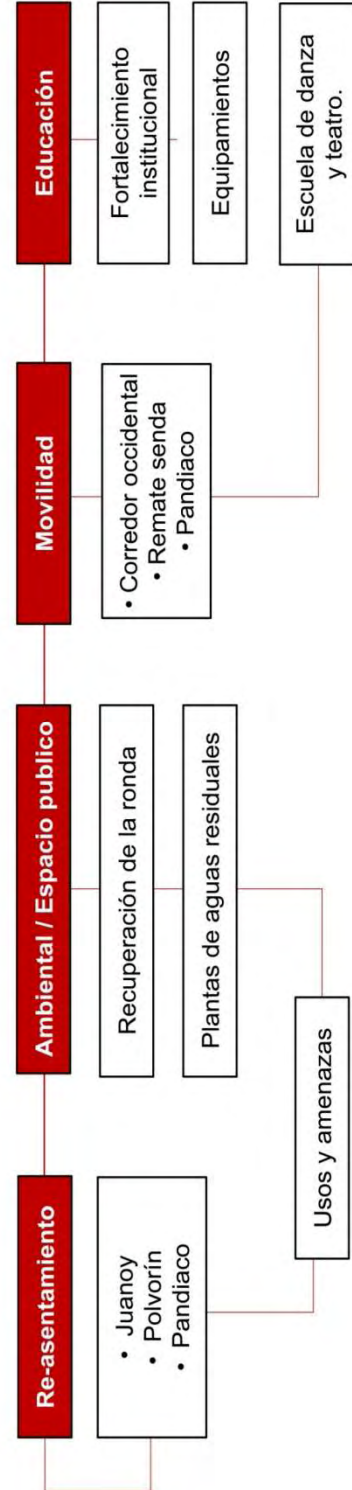 Re-asentamiento
• Juanoy
• Polvorín
• Pandiaco
Usos y amenazas
Ambiental / Espacio publico
Recuperación de la ronda
Plantas de aguas residuales
Movilidad
• Corredor occidental
• Remate senda
• Pandiaco
Educación
Fortalecimiento
institucional
Equipamientos
Escuela de danza
y teatro.